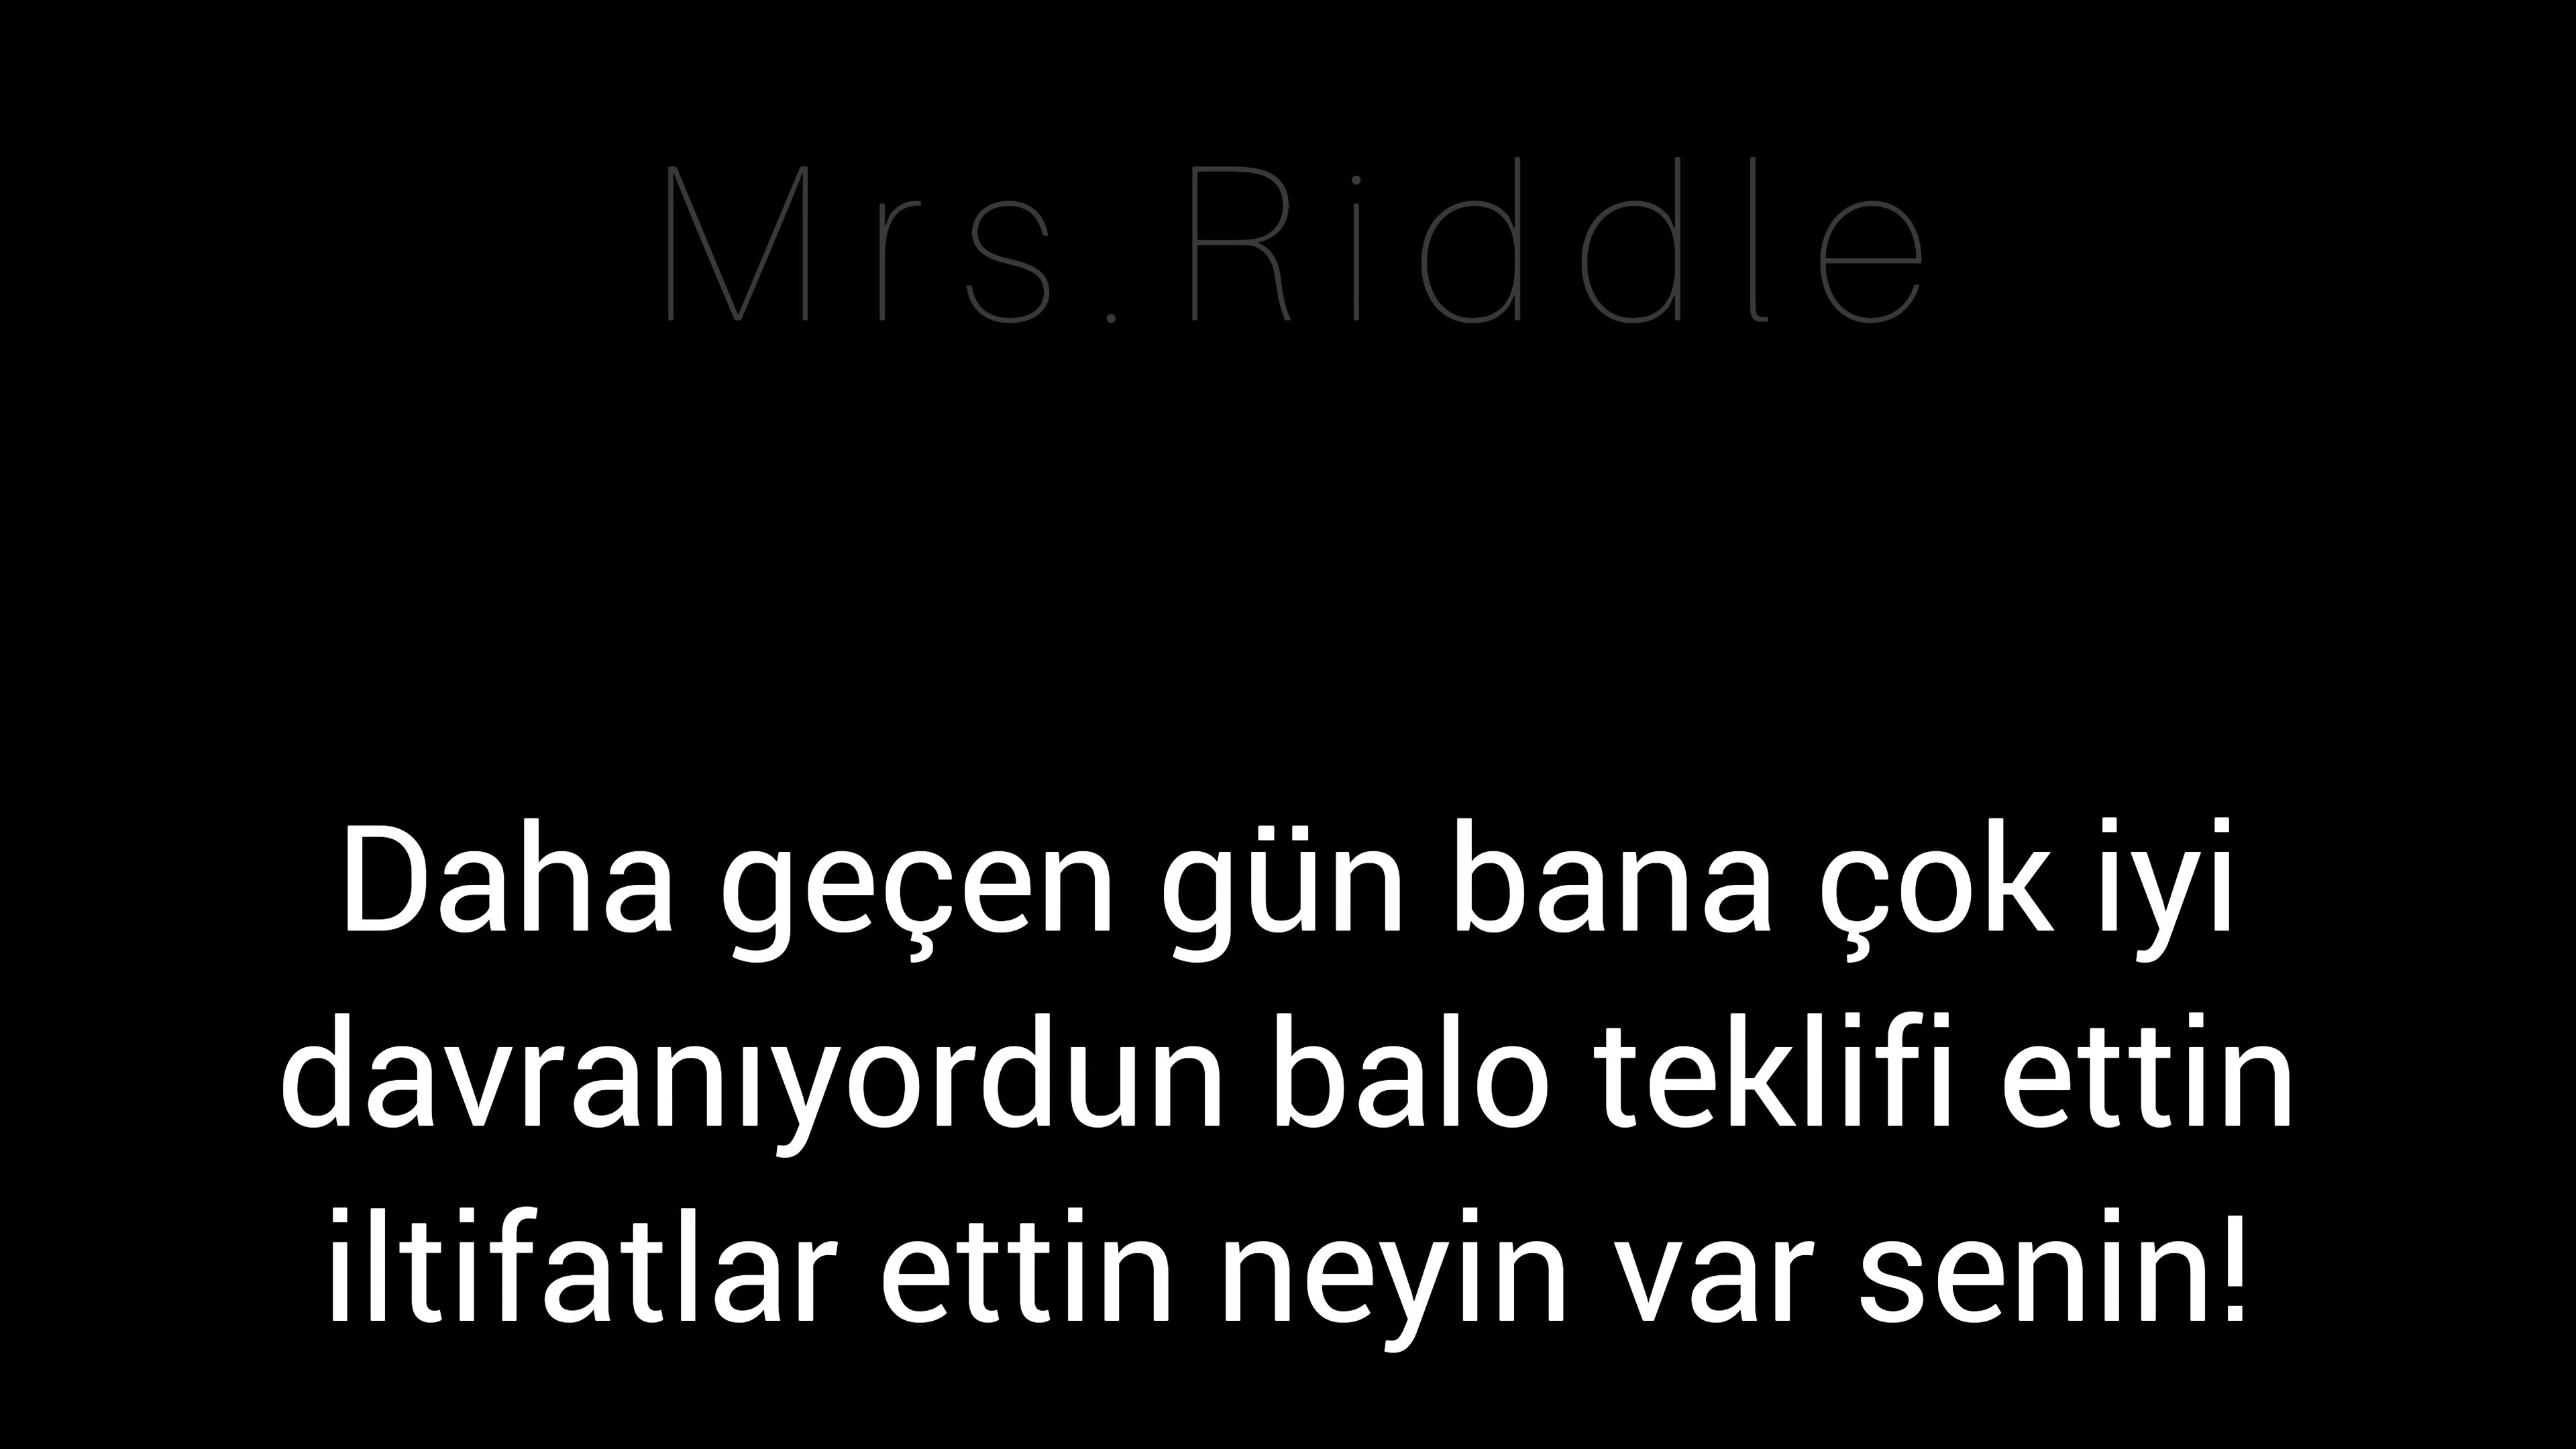 Mrs.Riddle
Daha geçen gün bana çok iyi
davranıyordun balo teklifi ettin
iltifatlar ettin neyin var senin!